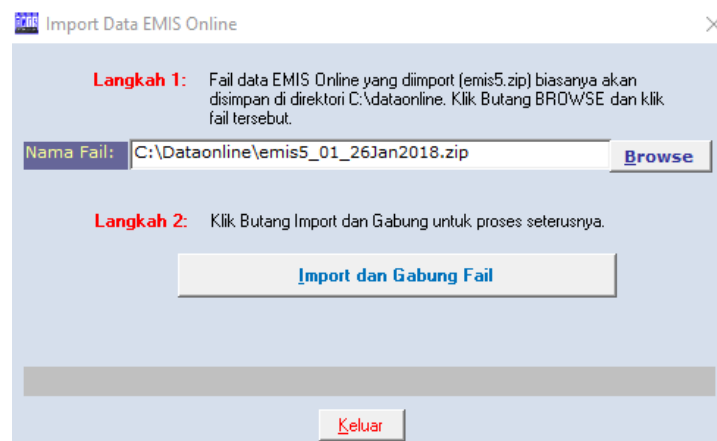 Import Data EMIS Online
Langkah 1: Fail data EMIS Online yang diimport (emis5.zip) biasanya akan
disimpan di direktori C:\dataonline. Klik Butang BROWSE dan klik
fail tersebut.
Nama Fail: C:\Dataonline\emis5_01_26Jan2018.zip Browse
Langkah 2: Klik Butang Import dan Gabung untuk proses seterusnya.
Import dan Gabung Fail
Keluar